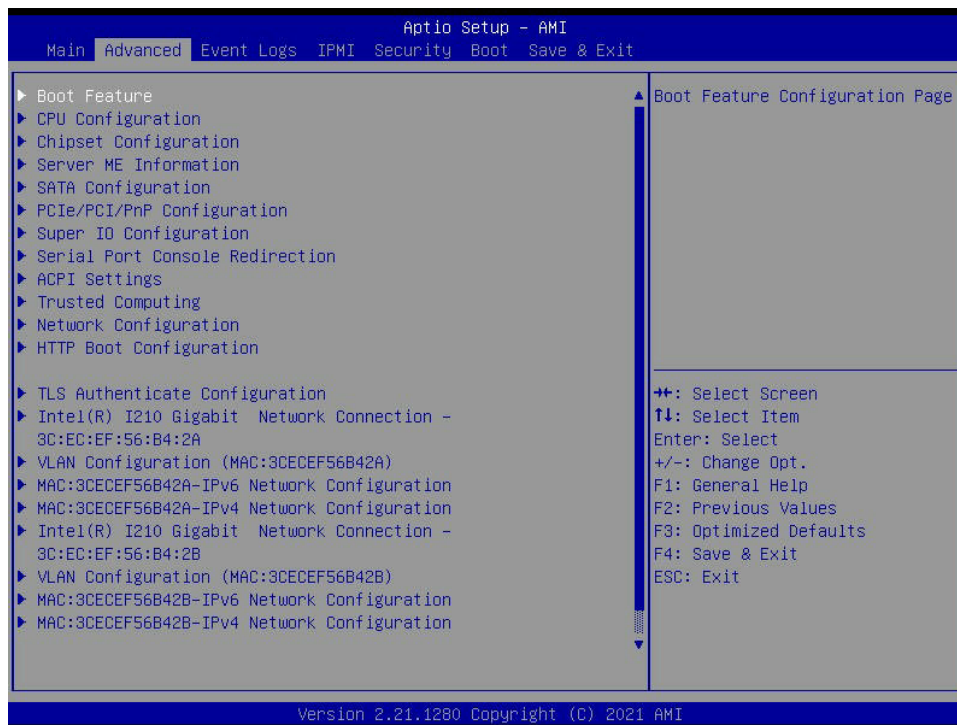 Aptio Setup - AMI
Main Advanced Event Logs IPMI Security Boot Save & Exit
▶ Boot Feature
▶ CPU Configuration
▶ Chipset Configuration
▶ Server ME Information
▶ SATA Configuration
▶ PCIe/PCI/PnP Configuration
▶ Super IO Configuration
▶ Serial Port Console Redirection
▶ ACPI Settings
▶ Trusted Computing
▶ Network Configuration
▶ HTTP Boot Configuration
▶ TLS Authenticate Configuration
▶ Intel(R) I210 Gigabit  Network Connection -
3C:EC:EF:56:B4:2A
▶ VLAN Configuration (MAC:3CECEF56B42A)
▶ MAC:3CECEF56B42A-IPv6 Network Configuration
▶ MAC:3CECEF56B42A-IPv4 Network Configuration
▶ Intel(R) I210 Gigabit  Network Connection -
3C:EC:EF:56:B4:2B
▶ VLAN Configuration (MAC:3CECEF56B42B)
▶ MAC:3CECEF56B42B-IPv6 Network Configuration
▶ MAC:3CECEF56B42B-IPv4 Network Configuration
Boot Feature Configuration Page
→←: Select Screen
↑↓: Select Item
Enter: Select
+/-: Change Opt.
F1: General Help
F2: Previous Values
F3: Optimized Defaults
F4: Save & Exit
ESC: Exit
Version 2.21.1280 Copyright (C) 2021 AMI